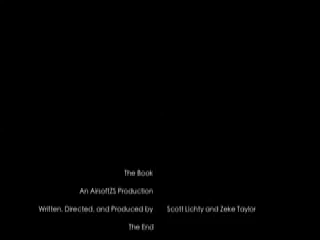 The Book
An AirsoftZS Production
Written, Directed, and Produced by Scott Lichty and Zeke Taylor
The End